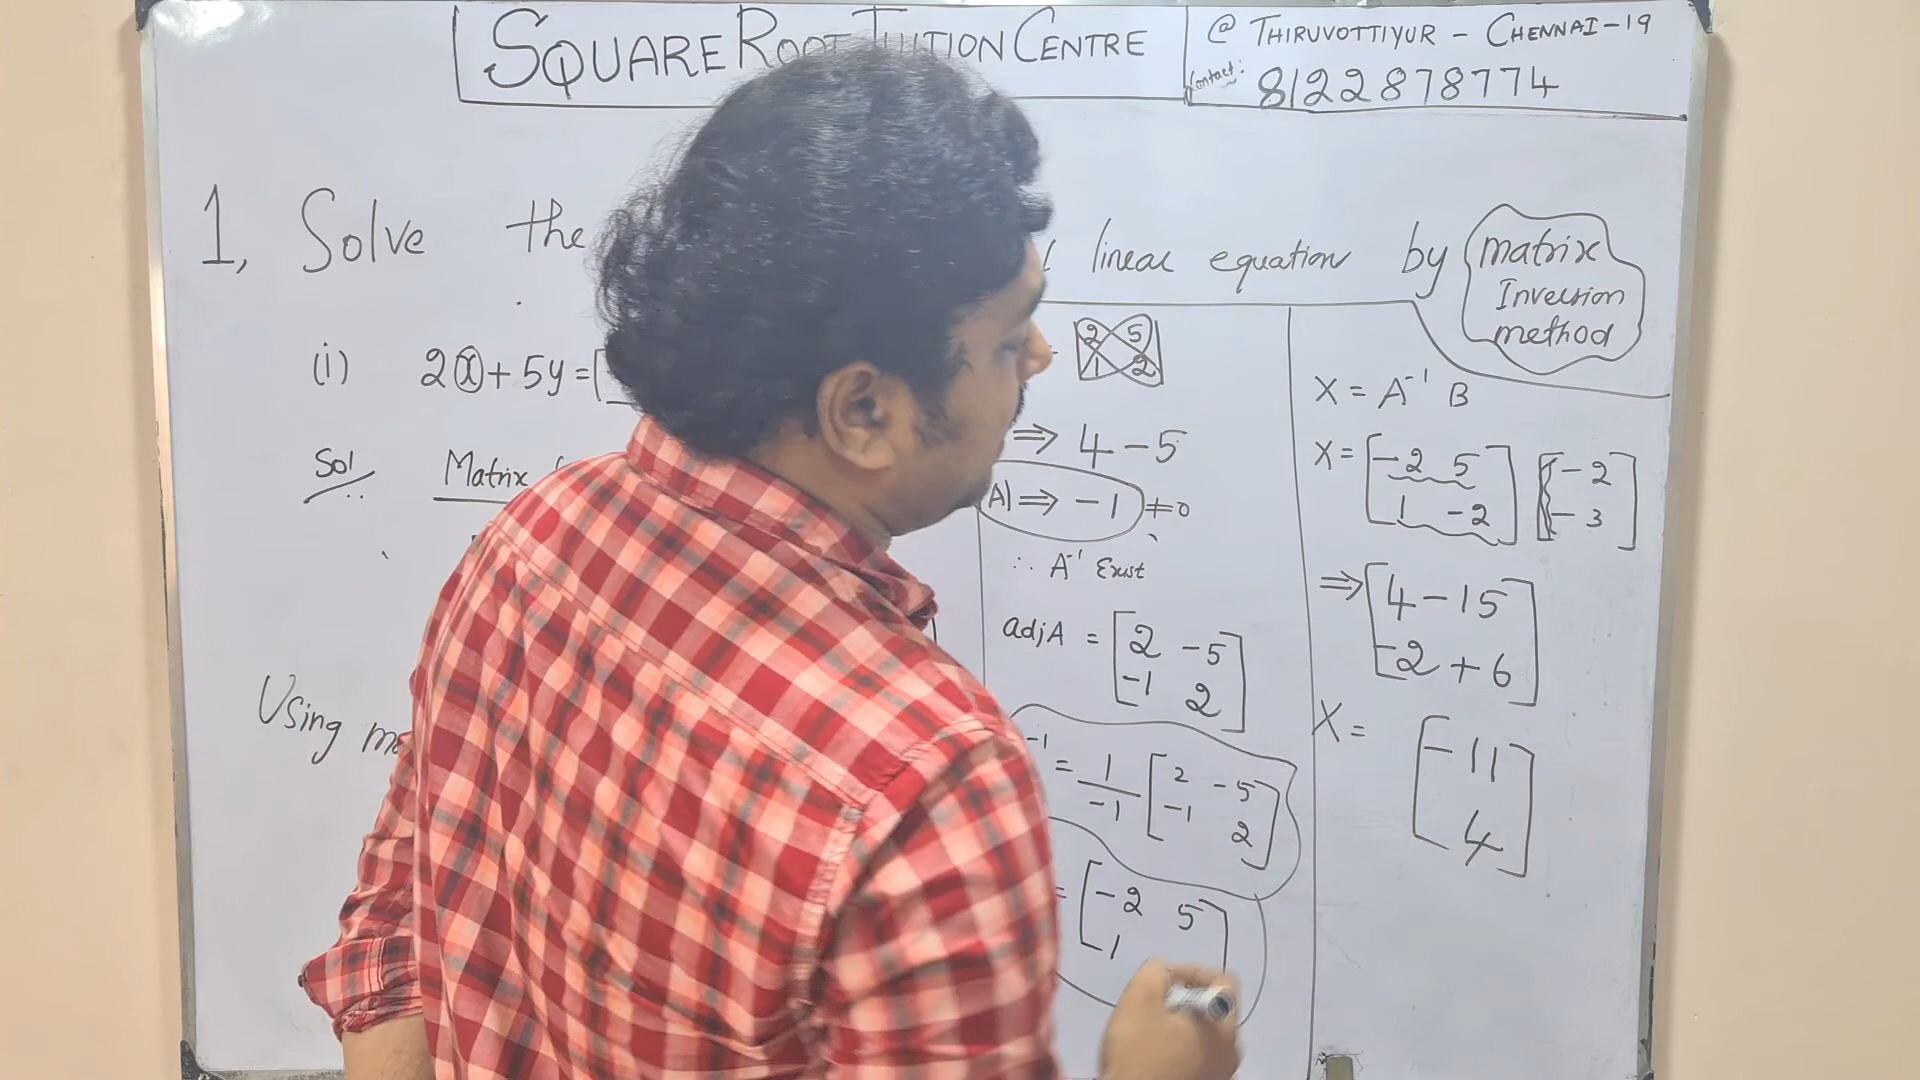 SQUARE ROOT TUITION CENTRE
@ THIRUVOTTIYUR - CHENNAI-19
Contact:
8122878774
1, Solve the linear equation by
matrix
Inversion
method
(i) 2x+5y=
Sol
Matrix
Using
2 5
1 2
⇒ 4-5
A| ⇒ -1 ≠0
∴ A⁻¹ Exist
adjA = [2 -5
-1 2]
-1
= 1/-1 [2 -5
-1 2]
= [-2 5
1
X = A⁻¹ B
X = [-2 5 [-2
1 -2] -3]
⇒ [4-15
-2+6]
X = [-11
4]